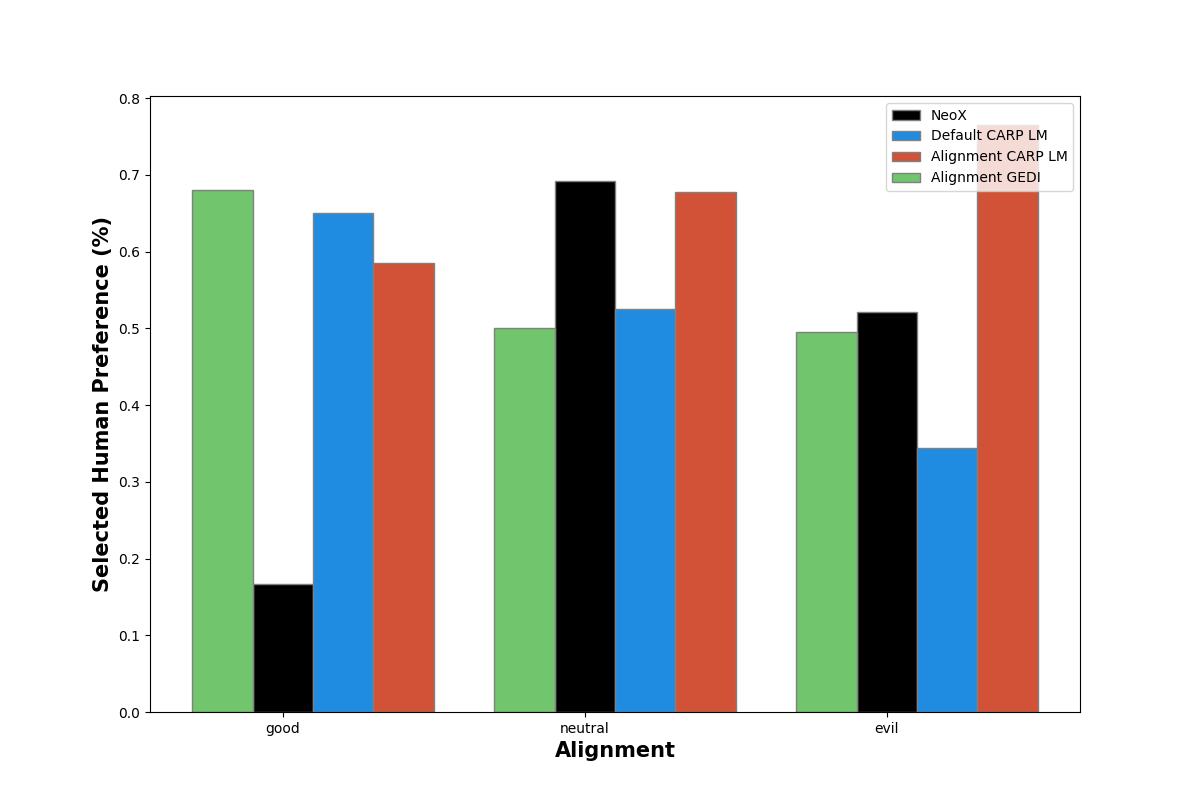 0.8
0.7
0.6
0.5
0.4
0.3
0.2
0.1
0.0
Selected Human Preference (%)
NeoX
Default CARP LM
Alignment CARP LM
Alignment GEDI
good
neutral
evil
Alignment